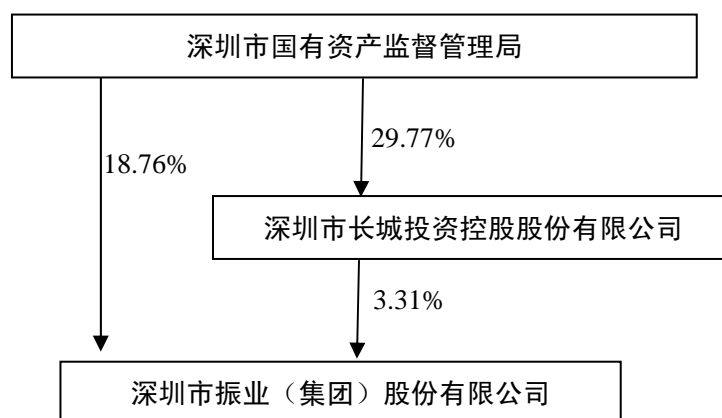 深圳市国有资产监督管理局
29.77%
18.76%
深圳市长城投资控股股份有限公司
3.31%
深圳市振业（集团）股份有限公司